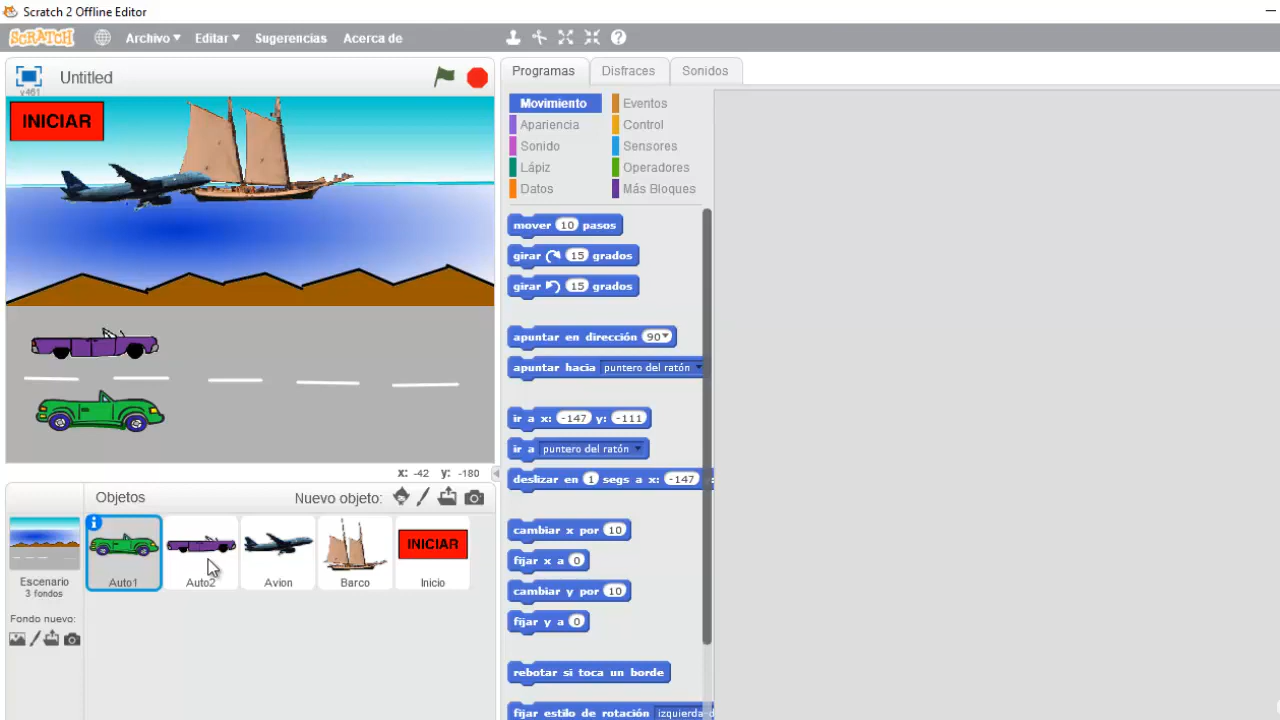 Scratch 2 Offline Editor
SCRATCH Archivo Editar Sugerencias Acerca de
Untitled
v461
Programas Disfraces Sonidos
INICIAR
Movimiento Eventos
Apariencia Control
Sonido Sensores
Lápiz Operadores
Datos Más Bloques
mover 10 pasos
girar 15 grados
girar 15 grados
apuntar en dirección 90
apuntar hacia puntero del ratón
ir a x: -147 y: -111
ir a puntero del ratón
deslizar en 1 segs a x: -147
cambiar x por 10
fijar x a 0
cambiar y por 10
fijar y a 0
rebotar si toca un borde
fijar estilo de rotación izquierda
x: -42 y: -180
Objetos Nuevo objeto:
INICIAR
Escenario
3 fondos
Auto1 Auto2 Avion Barco Inicio
Fondo nuevo: